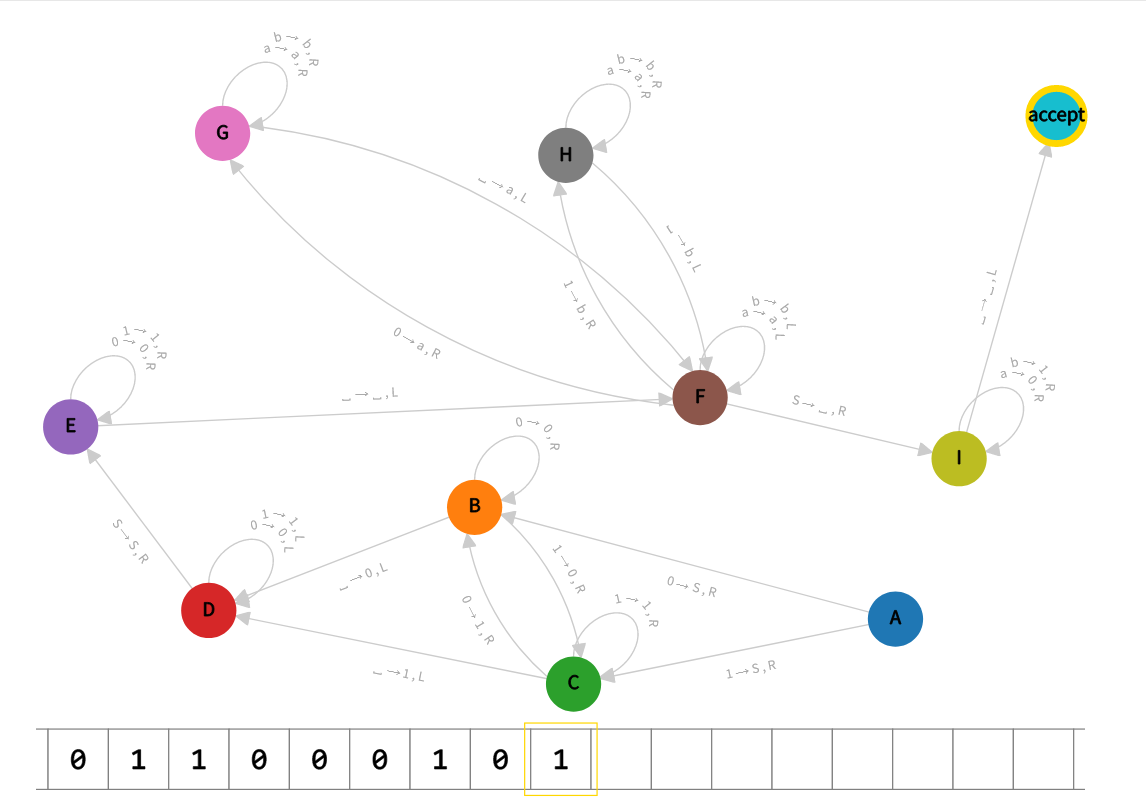 b→b,R
a→a,R
G
b→b,R
a→a,R
H
accept
␣→a,L
␣→b,L
1→b,R
0→a,R
b→b,L
a→a,L
␣→␣,L
1→1,R
0→0,R
E
␣→␣,L
F
S→␣,R
b→1,R
a→0,R
I
0→0,R
B
S→S,R
1→1,L
0→0,L
D
␣→0,L
1→0,R
0→1,R
0→S,R
A
1→1,R
C
␣→1,L
1→S,R
0 1 1 0 0 0 1 0 1